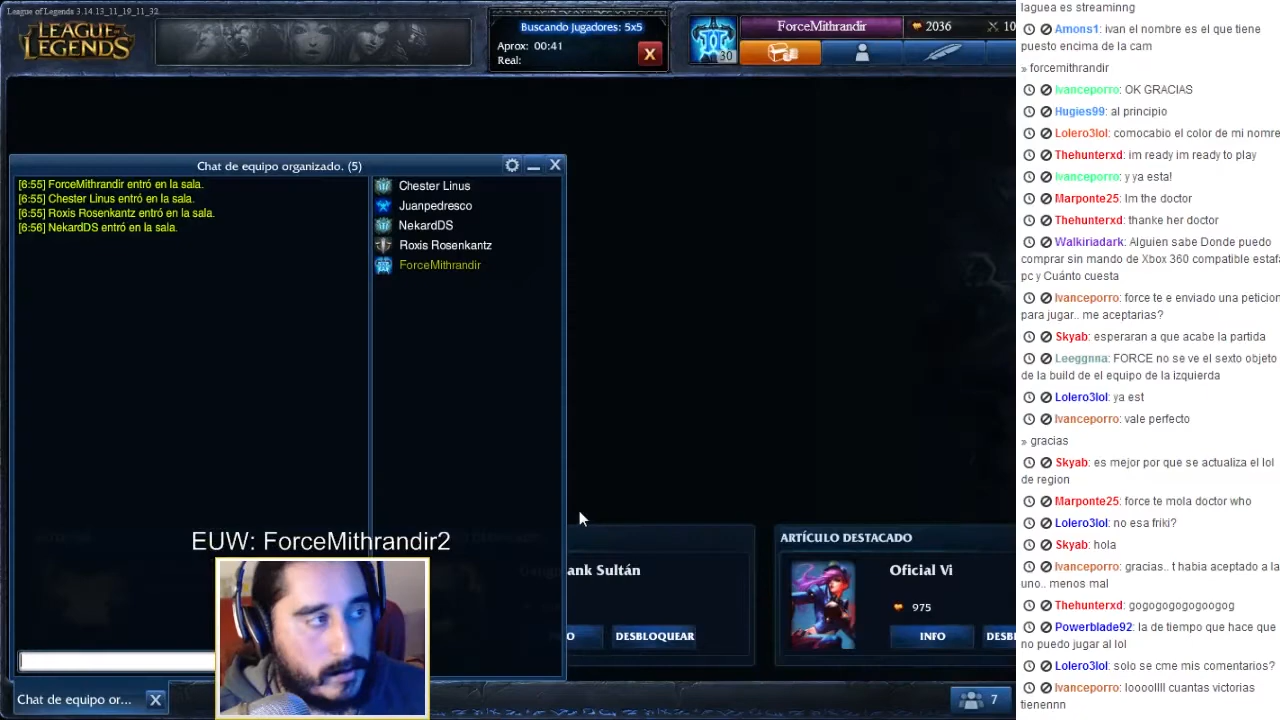 League of Legends 3.14 13_11_19_11_32
LEAGUE of
LEGENDS
Buscando Jugadores: 5x5
Aprox: 00:41
Real:
X
30
ForceMithrandir
2036
10
Chat de equipo organizado. (5)
[6:55] ForceMithrandir entró en la sala.
[6:55] Chester Linus entró en la sala.
[6:55] Roxis Rosenkantz entró en la sala.
[6:56] NekardDS entró en la sala.
Chester Linus
Juanpedresco
NekardDS
Roxis Rosenkantz
ForceMithrandir
EUW: ForceMithrandir2
ank Sultán
O
DESBLOQUEAR
ARTÍCULO DESTACADO
Oficial Vi
975
INFO
DESB
Chat de equipo or... X
7
laguea es streaminng
Amons1: ivan el nombre es el que tiene
puesto encima de la cam
» forcemithrandir
Ivanceporro: OK GRACIAS
Hugies99: al principio
Lolero3lol: comocabio el color de mi nomre
Thehunterxd: im ready im ready to play
Ivanceporro: y ya esta!
Marponte25: Im the doctor
Thehunterxd: thanke her doctor
Walkiriadark: Alguien sabe Donde puedo
comprar sin mando de Xbox 360 compatible estafa
pc y Cuánto cuesta
Ivanceporro: force te e enviado una peticion
para jugar.. me aceptarias?
Skyab: esperaran a que acabe la partida
Leeggnna: FORCE no se ve el sexto objeto
de la build de el equipo de la izquierda
Lolero3lol: ya est
Ivanceporro: vale perfecto
» gracias
Skyab: es mejor por que se actualiza el lol
de region
Marponte25: force te mola doctor who
Lolero3lol: no esa friki?
Skyab: hola
Ivanceporro: gracias.. t habia aceptado a la
uno.. menos mal
Thehunterxd: gogogogogogoogog
Powerblade92: la de tiempo que hace que
no puedo jugar al lol
Lolero3lol: solo se cme mis comentarios?
Ivanceporro: loooollll cuantas victorias
tienennn